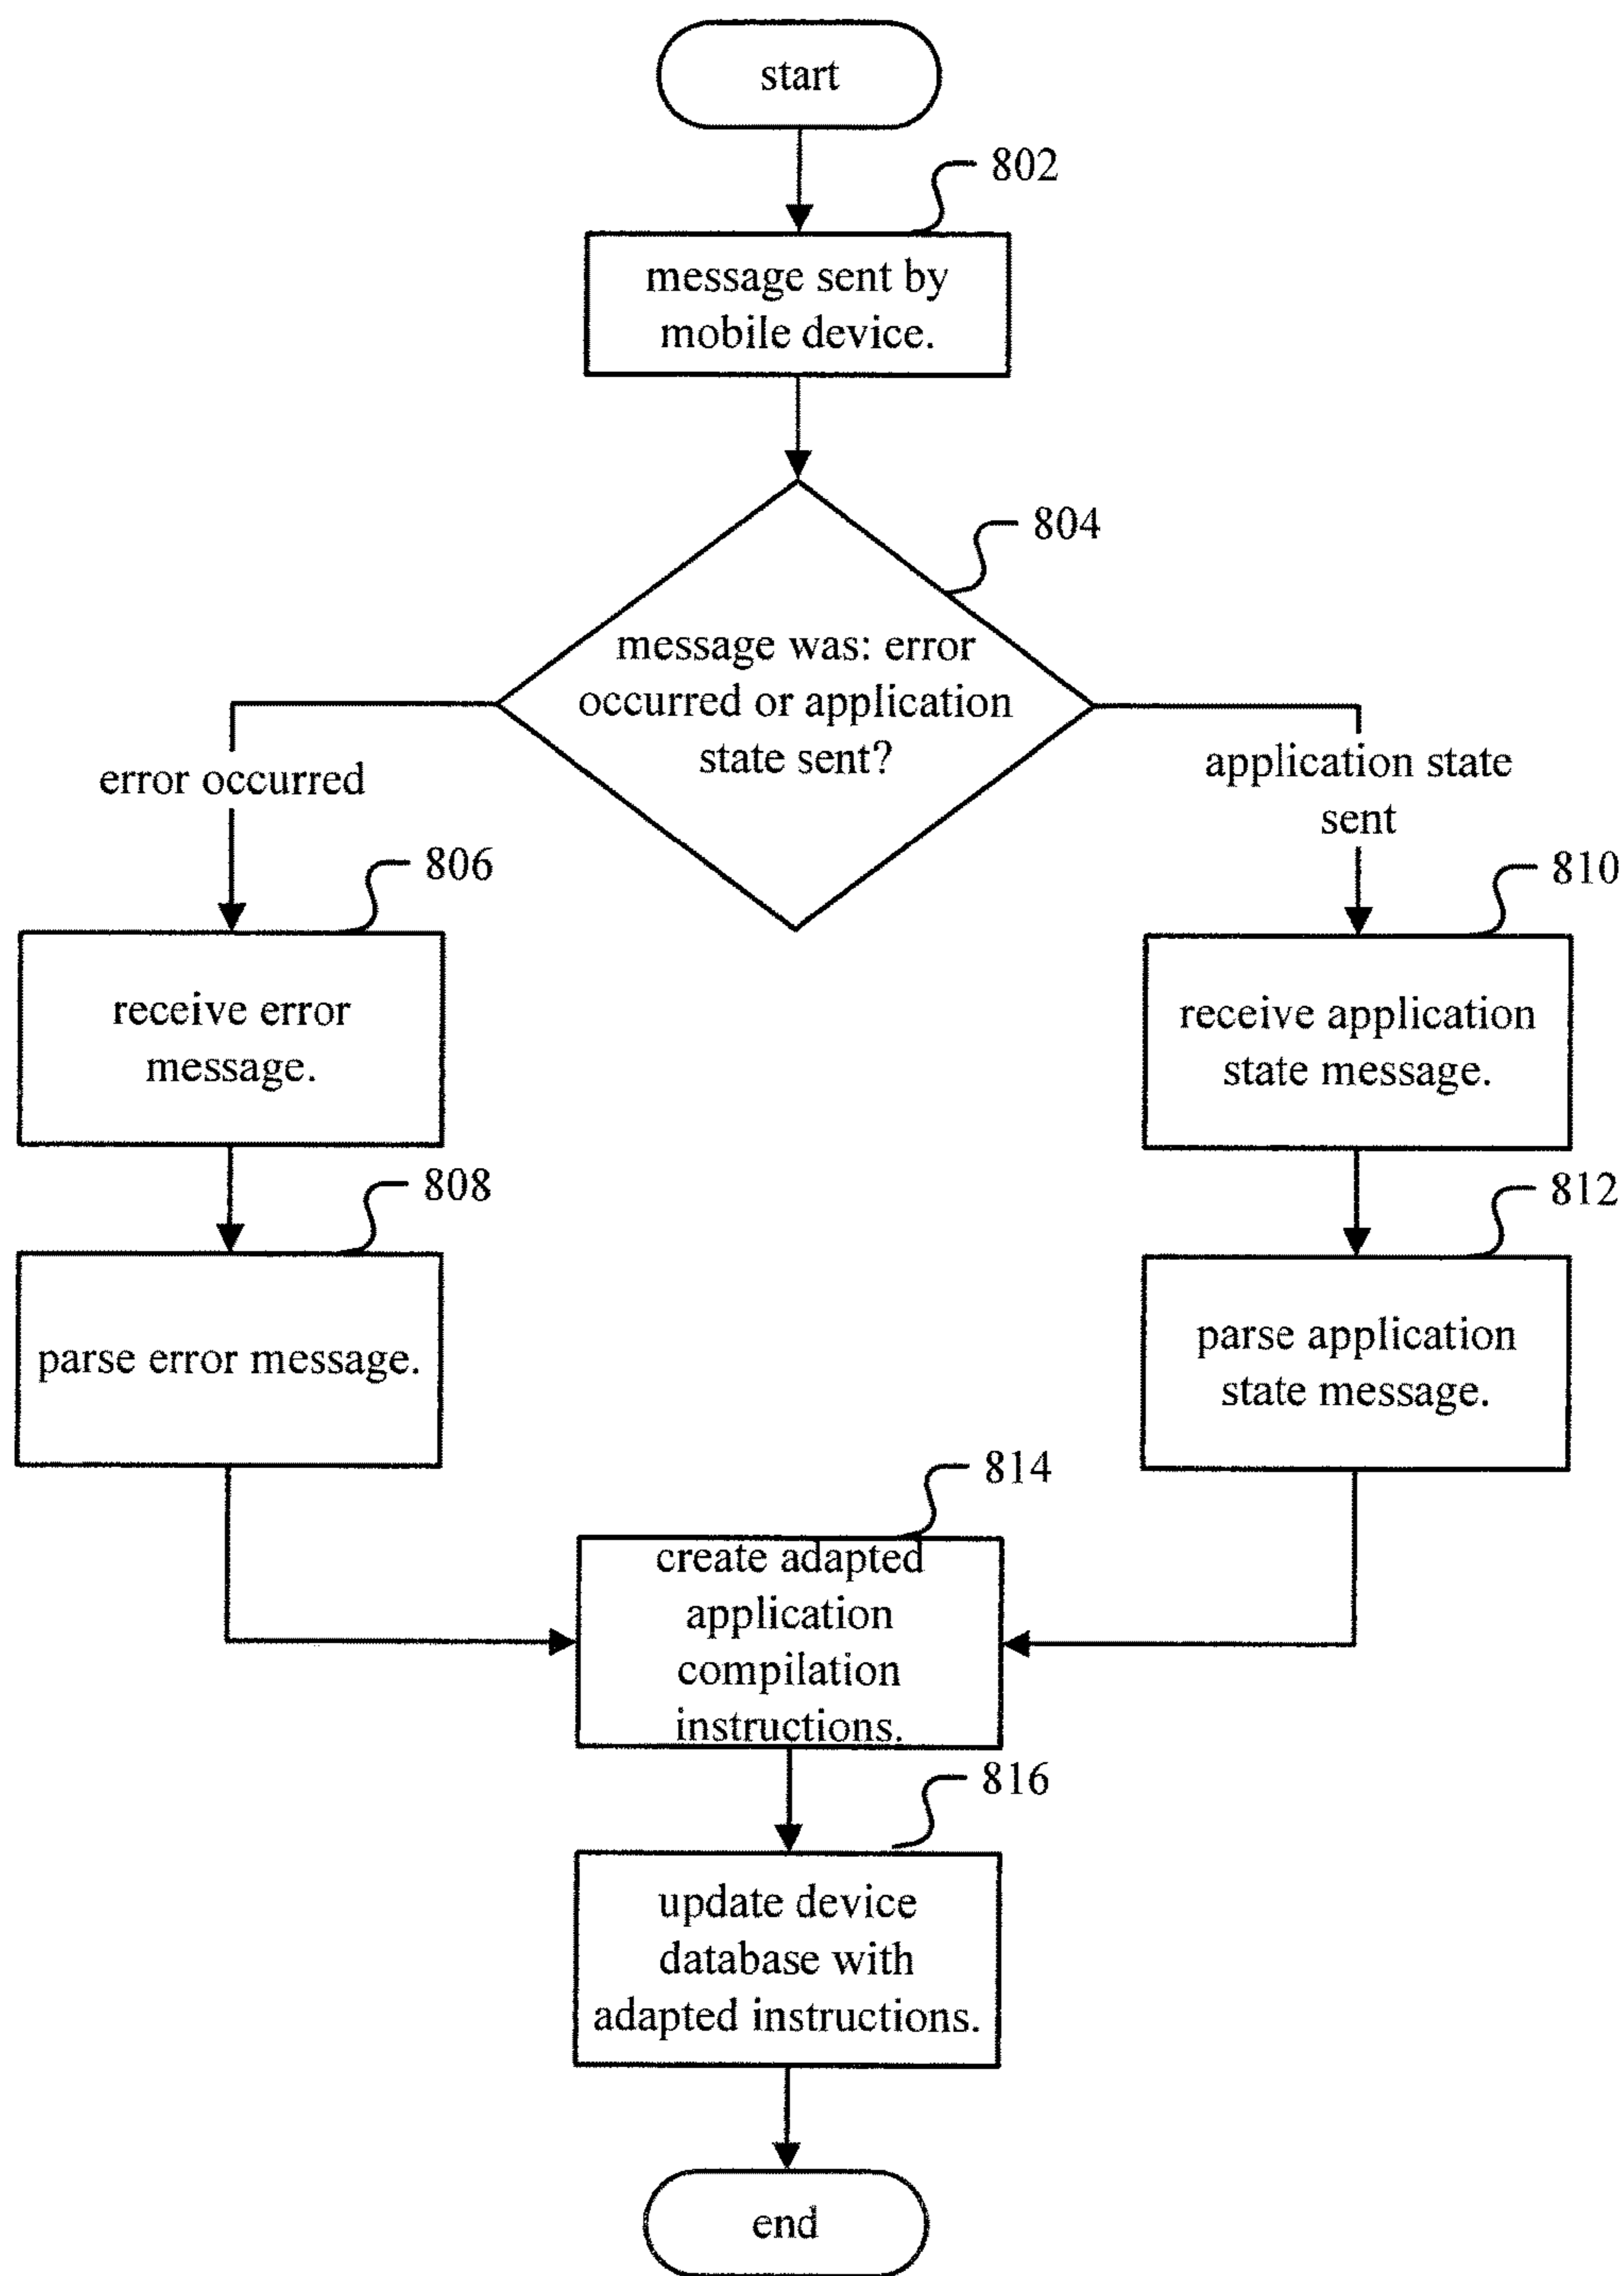 start
802
message sent by
mobile device.
804
message was: error
occurred or application
state sent?
error occurred
application state
sent
806
receive error
message.
810
receive application
state message.
808
parse error message.
812
parse application
state message.
814
create adapted
application
compilation
instructions.
816
update device
database with
adapted instructions.
end